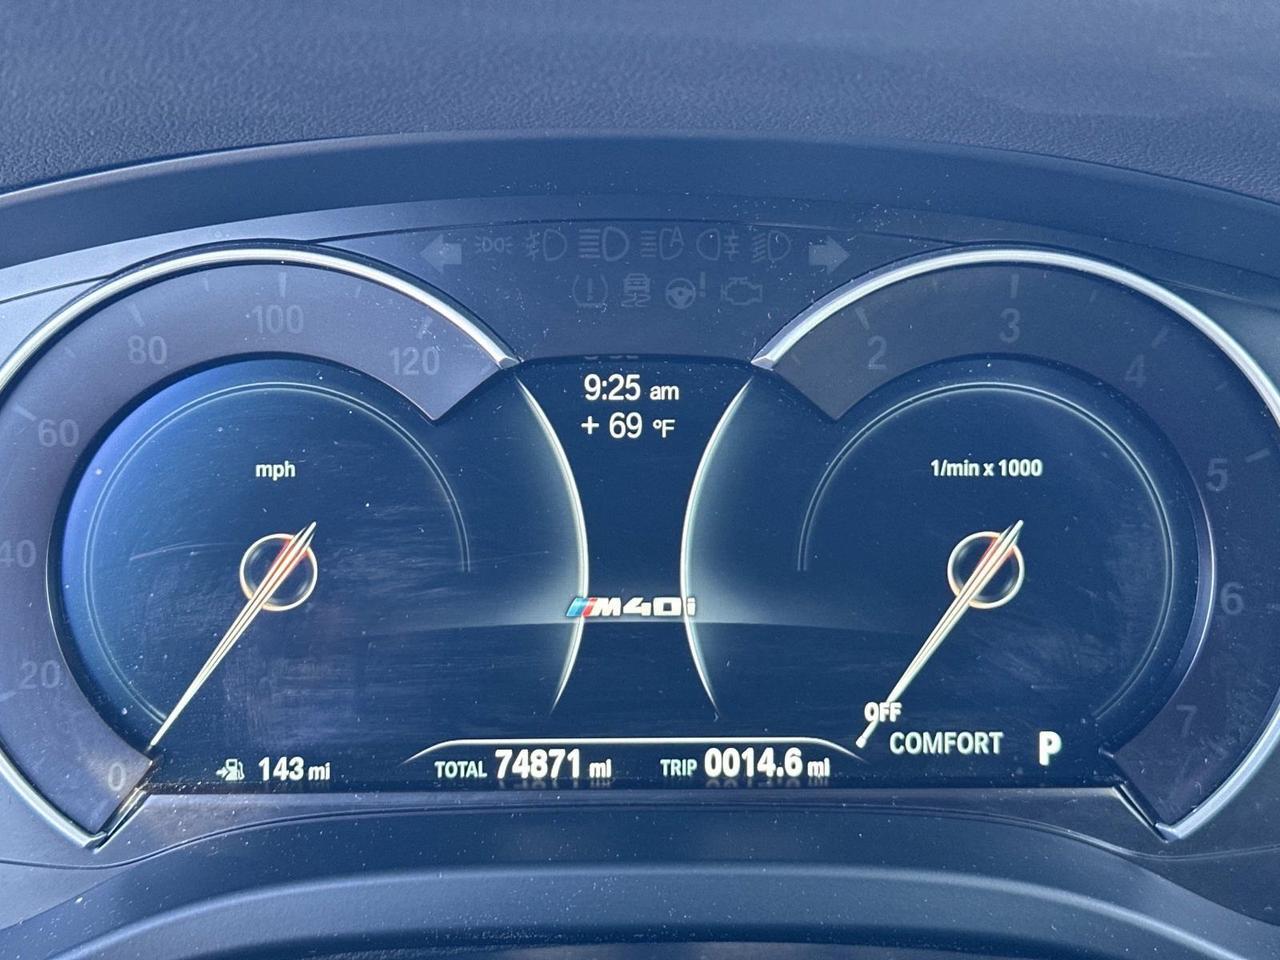 100
80
120
60
40
20
0
mph
9:25 am
+ 69 °F
M40i
2
3
4
5
6
7
1/min x 1000
OFF
COMFORT P
143 mi
TOTAL 74871 mi
TRIP 0014.6 mi